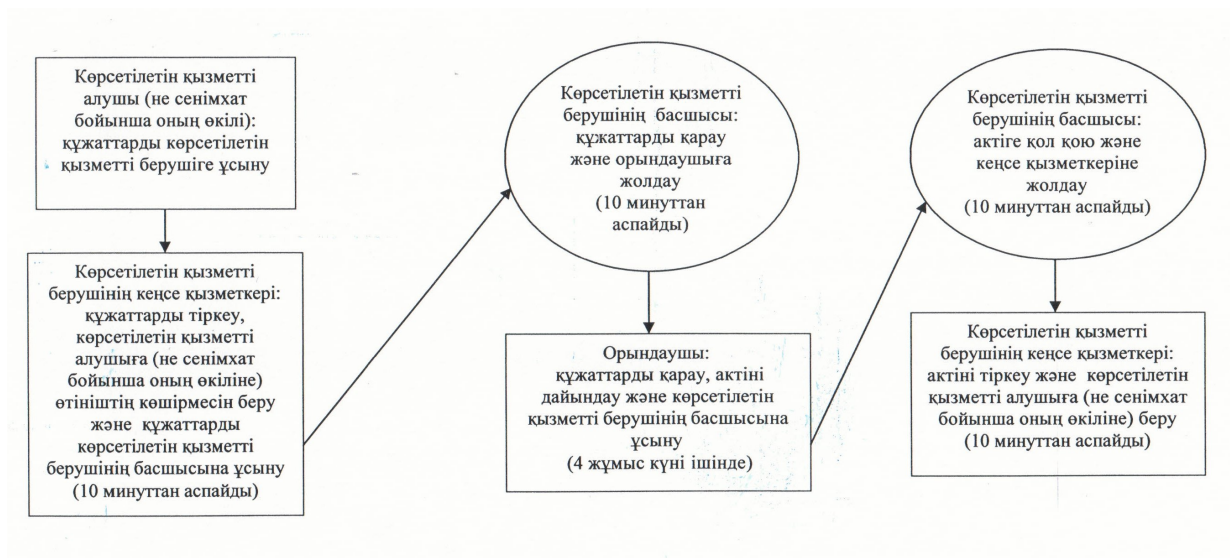 Көрсетілетін қызметті
алушы (не сенімхат
бойынша оның өкілі):
құжаттарды көрсетілетін
қызметті берушіге ұсыну
Көрсетілетін қызметті
берушінің кеңсе қызметкері:
құжаттарды тіркеу,
көрсетілетін қызметті
алушыға (не сенімхат
бойынша оның өкіліне)
өтініштің көшірмесін беру
және құжаттарды
көрсетілетін қызметті
берушінің басшысына ұсыну
(10 минуттан аспайды)
Көрсетілетін қызметті
берушінің басшысы:
құжаттарды қарау
және орындаушыға
жолдау
(10 минуттан
аспайды)
Орындаушы:
құжаттарды қарау, актіні
дайындау және көрсетілетін
қызметті берушінің басшысына
ұсыну
(4 жұмыс күні ішінде)
Көрсетілетін қызметті
берушінің басшысы:
актіге қол қою және
кеңсе қызметкеріне
жолдау
(10 минуттан аспайды)
Көрсетілетін қызметті
берушінің кеңсе қызметкері:
актіні тіркеу және көрсетілетін
қызметті алушыға (не сенімхат
бойынша оның өкіліне) беру
(10 минуттан аспайды)